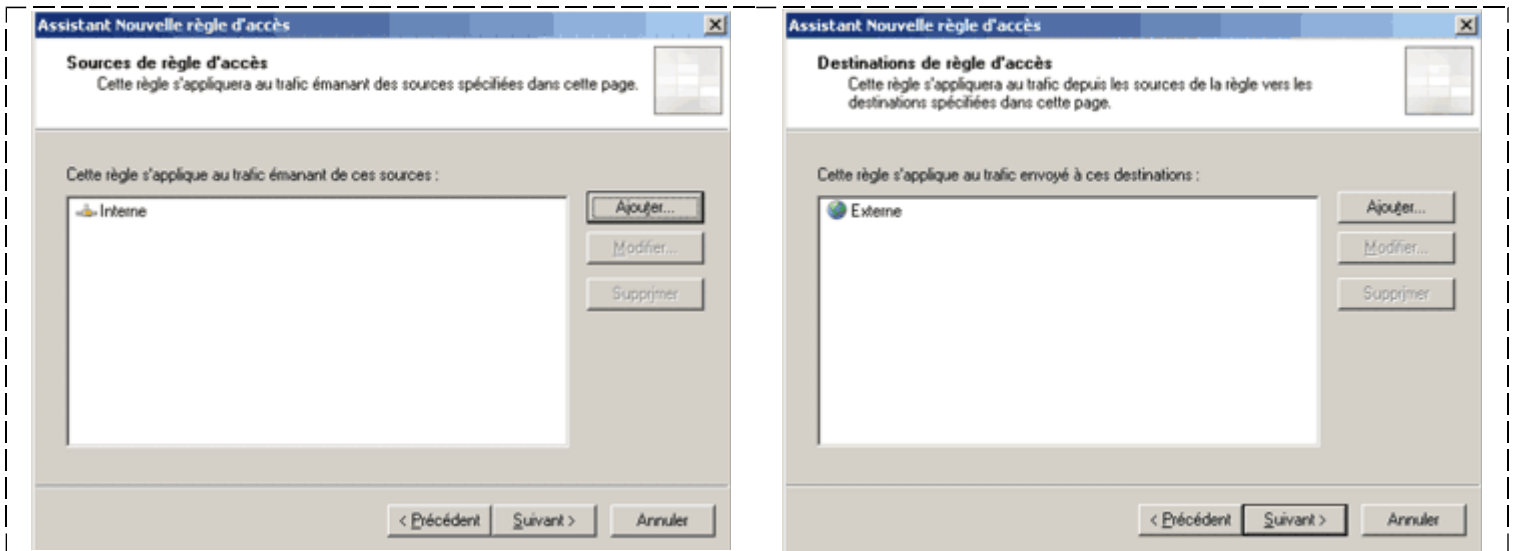 Assistant Nouvelle règle d'accès
Sources de règle d'accès
Cette règle s'appliquera au trafic émanant des sources spécifiées dans cette page.
Cette règle s'applique au trafic émanant de ces sources :
Interne
Ajouter...
Modifier...
Supprimer
< Précédent
Suivant >
Annuler
Assistant Nouvelle règle d'accès
Destinations de règle d'accès
Cette règle s'appliquera au trafic depuis les sources de la règle vers les
destinations spécifiées dans cette page.
Cette règle s'applique au trafic envoyé à ces destinations :
Externe
Ajouter...
Modifier...
Supprimer
< Précédent
Suivant >
Annuler